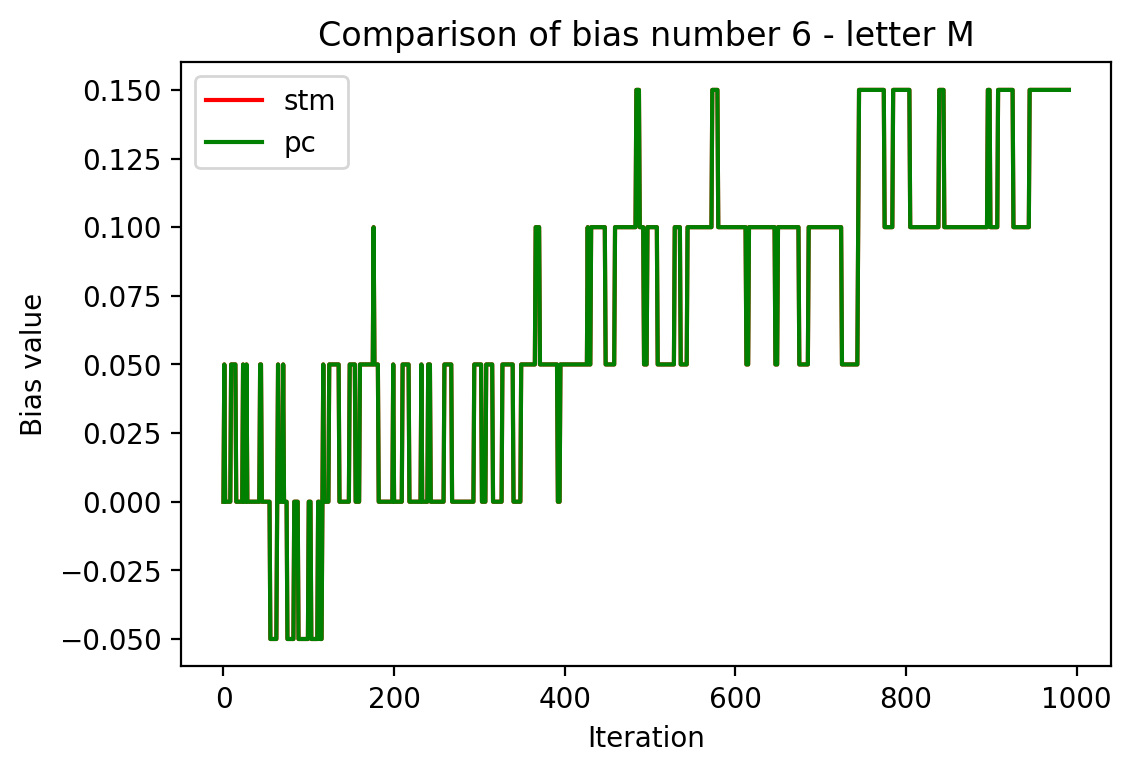 Comparison of bias number 6 - letter M
stm
pc
0.150
0.125
0.100
0.075
0.050
0.025
0.000
−0.025
−0.050
Bias value
0 200 400 600 800 1000
Iteration